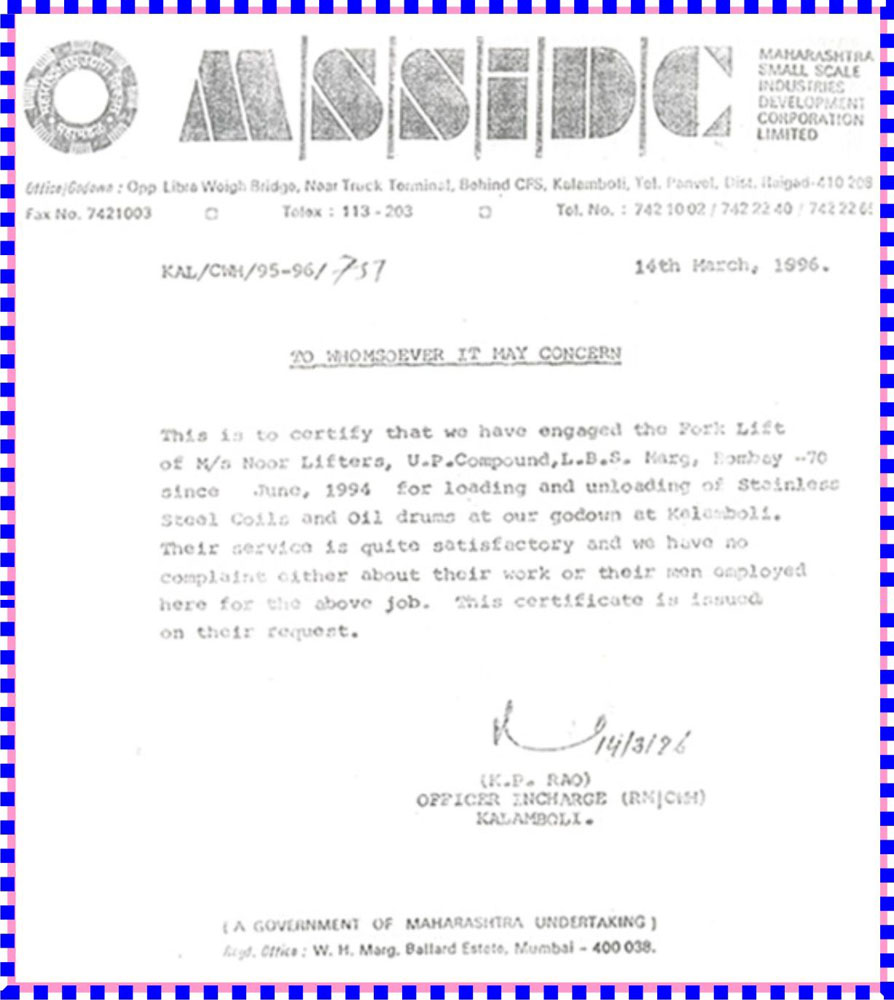 MSSiDC
MAHARASHTRA
SMALL SCALE
INDUSTRIES
DEVELOPMENT
CORPORATION
LIMITED
Office/Godown : Opp Libra Weigh Bridge, Near Truck Terminal, Behind CFS, Kalamboli, Tel. Panvel, Dist. Raigad-410 208
Fax No. 7421003 Telex : 113 - 203 Tel. No. : 742 10 02 / 742 22 40 / 742 22 65
KAL/CWH/95-96/757
14th March, 1996.
TO WHOMSOEVER IT MAY CONCERN
This is to certify that we have engaged the Fork Lift
of M/s Noor Lifters, U.P.Compound,L.B.S. Marg, Bombay -70
since June, 1994 for loading and unloading of Stainless
Steel Coils and Oil drums at our godown at Kalamboli.
Their service is quite satisfactory and we have no
complaint either about their work or their men employed
here for the above job. This certificate is issued
on their request.
14/3/96
(K.P. RAO)
OFFICER INCHARGE (RM|CWH)
KALAMBOLI.
( A GOVERNMENT OF MAHARASHTRA UNDERTAKING )
Regd. Office : W. H. Marg, Ballard Estate, Mumbai - 400 038.